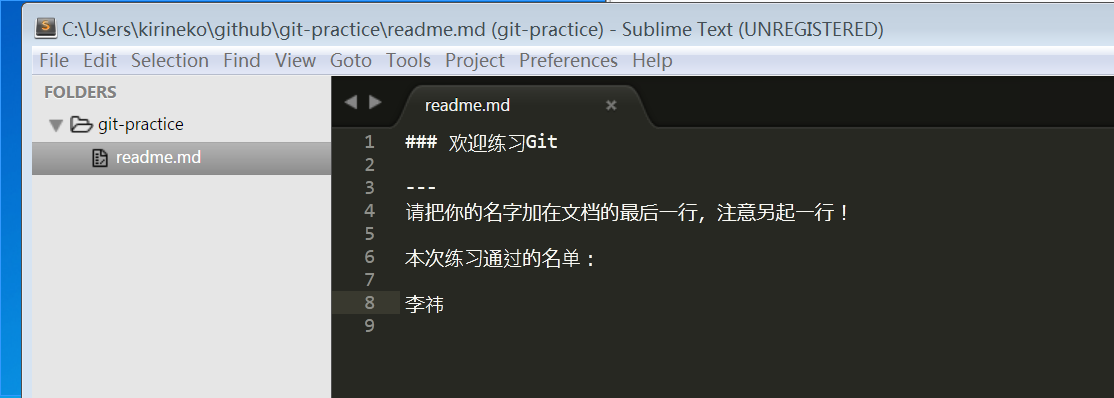 C:\Users\kirineko\github\git-practice\readme.md (git-practice) - Sublime Text (UNREGISTERED)
File Edit Selection Find View Goto Tools Project Preferences Help
FOLDERS
git-practice
readme.md
readme.md
1 ### 欢迎练习Git
2
3 ---
4 请把你的名字加在文档的最后一行，注意另起一行！
5
6 本次练习通过的名单：
7
8 李祎
9